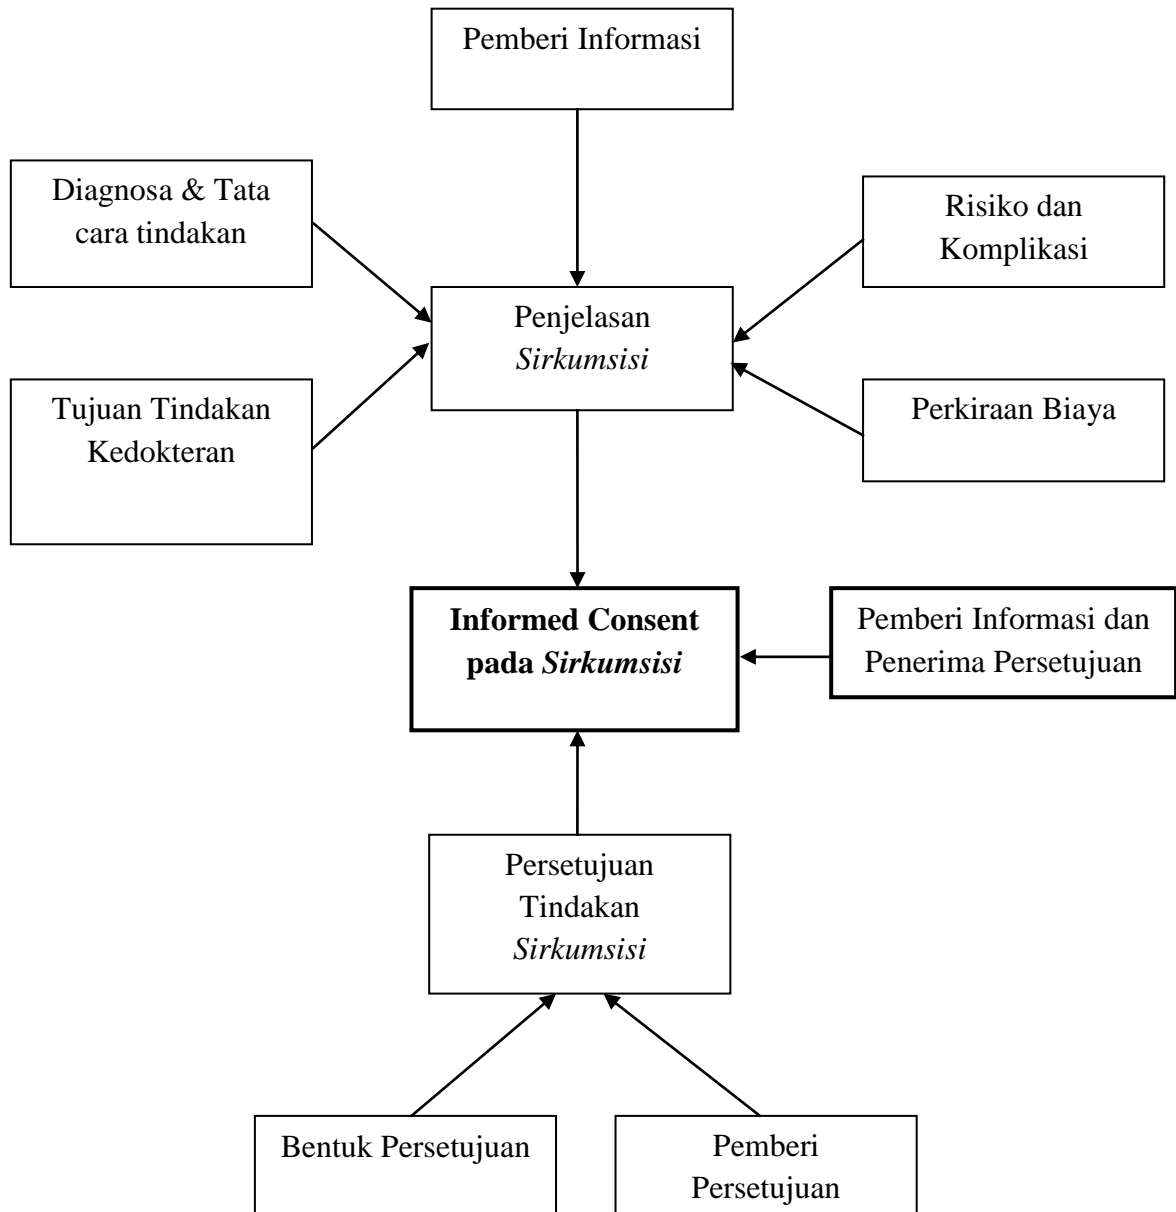 Pemberi Informasi
Diagnosa & Tata
cara tindakan
Risiko dan
Komplikasi
Penjelasan
Sirkumsisi
Tujuan Tindakan
Kedokteran
Perkiraan Biaya
Informed Consent
pada Sirkumsisi
Pemberi Informasi dan
Penerima Persetujuan
Persetujuan
Tindakan
Sirkumsisi
Bentuk Persetujuan
Pemberi
Persetujuan